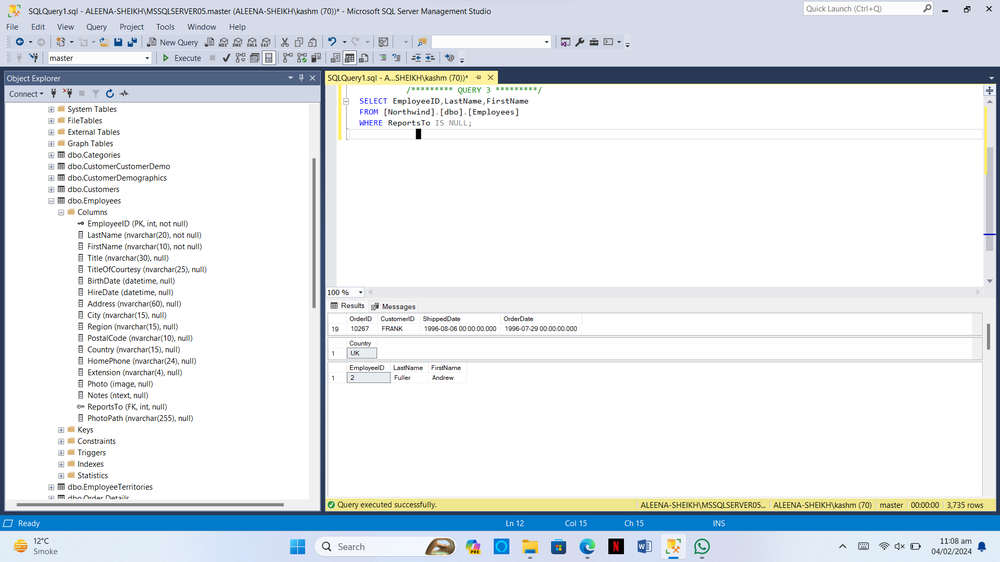 SQLQuery1.sql - ALEENA-SHEIKH\MSSQLSERVER05.master (ALEENA-SHEIKH\kashm (70))* - Microsoft SQL Server Management Studio
Quick Launch (Ctrl+Q)
File Edit View Query Project Tools Window Help
New Query MDX DMX XMLA DAX
master Execute
Object Explorer
Connect
System Tables
FileTables
External Tables
Graph Tables
dbo.Categories
dbo.CustomerCustomerDemo
dbo.CustomerDemographics
dbo.Customers
dbo.Employees
Columns
EmployeeID (PK, int, not null)
LastName (nvarchar(20), not null)
FirstName (nvarchar(10), not null)
Title (nvarchar(30), null)
TitleOfCourtesy (nvarchar(25), null)
BirthDate (datetime, null)
HireDate (datetime, null)
Address (nvarchar(60), null)
City (nvarchar(15), null)
Region (nvarchar(15), null)
PostalCode (nvarchar(10), null)
Country (nvarchar(15), null)
HomePhone (nvarchar(24), null)
Extension (nvarchar(4), null)
Photo (image, null)
Notes (ntext, null)
ReportsTo (FK, int, null)
PhotoPath (nvarchar(255), null)
Keys
Constraints
Triggers
Indexes
Statistics
dbo.EmployeeTerritories
dbo.Order Details
SQLQuery1.sql - A...SHEIKH\kashm (70))*
/********* QUERY 3 *********/
SELECT EmployeeID,LastName,FirstName
FROM [Northwind].[dbo].[Employees]
WHERE ReportsTo IS NULL;
100 %
Results Messages
OrderID CustomerID ShippedDate OrderDate
19 10267 FRANK 1996-08-06 00:00:00.000 1996-07-29 00:00:00.000
Country
1 UK
EmployeeID LastName FirstName
1 2 Fuller Andrew
Query executed successfully. ALEENA-SHEIKH\MSSQLSERVER05... ALEENA-SHEIKH\kashm (70) master 00:00:00 3,735 rows
Ready Ln 12 Col 15 Ch 15 INS
12°C
Smoke
Search
PRE
N
W
11:08 am
04/02/2024